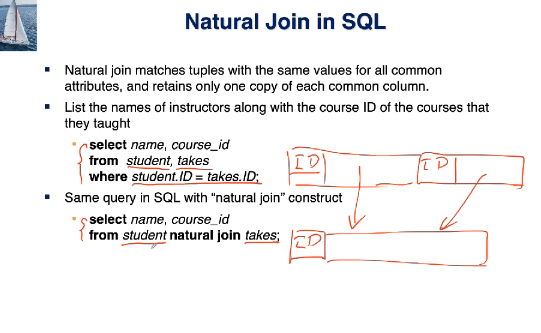 Natural Join in SQL
Natural join matches tuples with the same values for all common
attributes, and retains only one copy of each common column.
List the names of instructors along with the course ID of the courses that
they taught
select name, course_id
from student, takes
where student.ID = takes.ID;
ID ID
Same query in SQL with “natural join” construct
select name, course_id
from student natural join takes;
ID